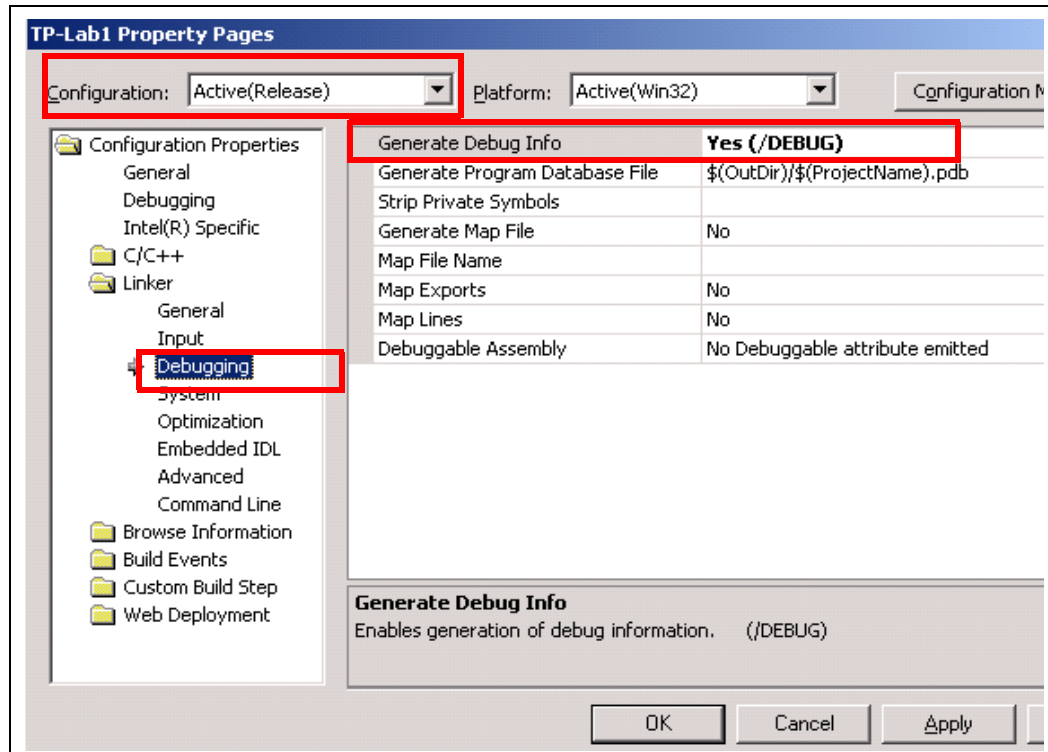 TP-Lab1 Property Pages
Configuration: Active(Release) Platform: Active(Win32) Configuration M
Configuration Properties
General
Debugging
Intel(R) Specific
C/C++
Linker
General
Input
Debugging
System
Optimization
Embedded IDL
Advanced
Command Line
Browse Information
Build Events
Custom Build Step
Web Deployment
Generate Debug Info Yes (/DEBUG)
Generate Program Database File $(OutDir)/$(ProjectName).pdb
Strip Private Symbols
Generate Map File No
Map File Name
Map Exports No
Map Lines No
Debuggable Assembly No Debuggable attribute emitted
Generate Debug Info
Enables generation of debug information. (/DEBUG)
OK Cancel Apply